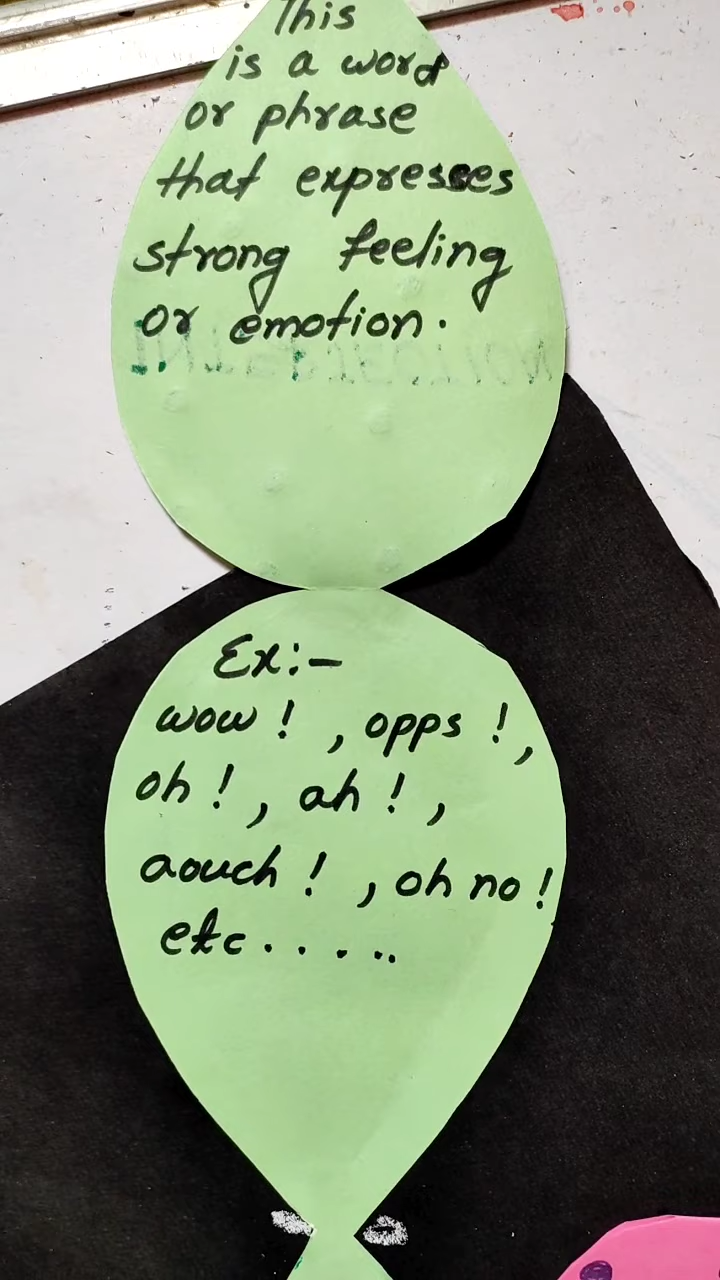 This
is a word
or phrase
that expresses
strong feeling
or emotion.
Ex:-
wow ! , opps !,
oh ! , ah ! ,
aouch ! , oh no !
etc......